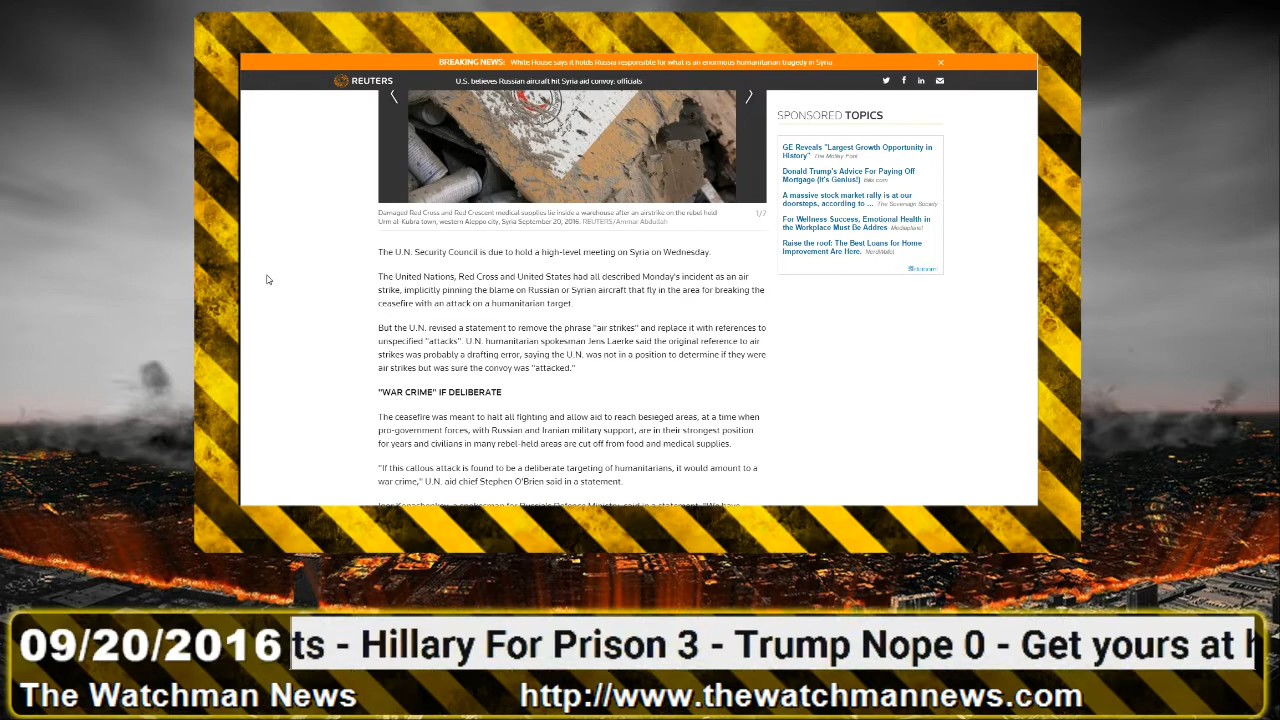 BREAKING NEWS: White House says it holds Russia responsible for what is an enormous humanitarian tragedy in Syria
REUTERS
U.S. believes Russian aircraft hit Syria aid convoy: officials
Damaged Red Cross and Red Crescent medical supplies lie inside a warehouse after an airstrike on the rebel held
Urm al-Kubra town, western Aleppo city, Syria September 20, 2016. REUTERS/Ammar Abdullah
1/7
The U.N. Security Council is due to hold a high-level meeting on Syria on Wednesday.
The United Nations, Red Cross and United States had all described Monday's incident as an air
strike, implicitly pinning the blame on Russian or Syrian aircraft that fly in the area for breaking the
ceasefire with an attack on a humanitarian target.
But the U.N. revised a statement to remove the phrase "air strikes" and replace it with references to
unspecified "attacks". U.N. humanitarian spokesman Jens Laerke said the original reference to air
strikes was probably a drafting error, saying the U.N. was not in a position to determine if they were
air strikes but was sure the convoy was "attacked."
"WAR CRIME" IF DELIBERATE
The ceasefire was meant to halt all fighting and allow aid to reach besieged areas, at a time when
pro-government forces, with Russian and Iranian military support, are in their strongest position
for years and civilians in many rebel-held areas are cut off from food and medical supplies.
"If this callous attack is found to be a deliberate targeting of humanitarians, it would amount to a
war crime," U.N. aid chief Stephen O'Brien said in a statement.
SPONSORED TOPICS
GE Reveals "Largest Growth Opportunity in
History" The Motley Fool
Donald Trump's Advice For Paying Off
Mortgage (It's Genius!)
A massive stock market rally is at our
doorsteps, according to ... The Sovereign Society
For Wellness Success, Emotional Health in
the Workplace Must Be Addres Mediaplanet
Raise the roof: The Best Loans for Home
Improvement Are Here. NerdWallet
09/20/2016
ts - Hillary For Prison 3 - Trump Nope 0 - Get yours at h
The Watchman News
http://www.thewatchmannews.com